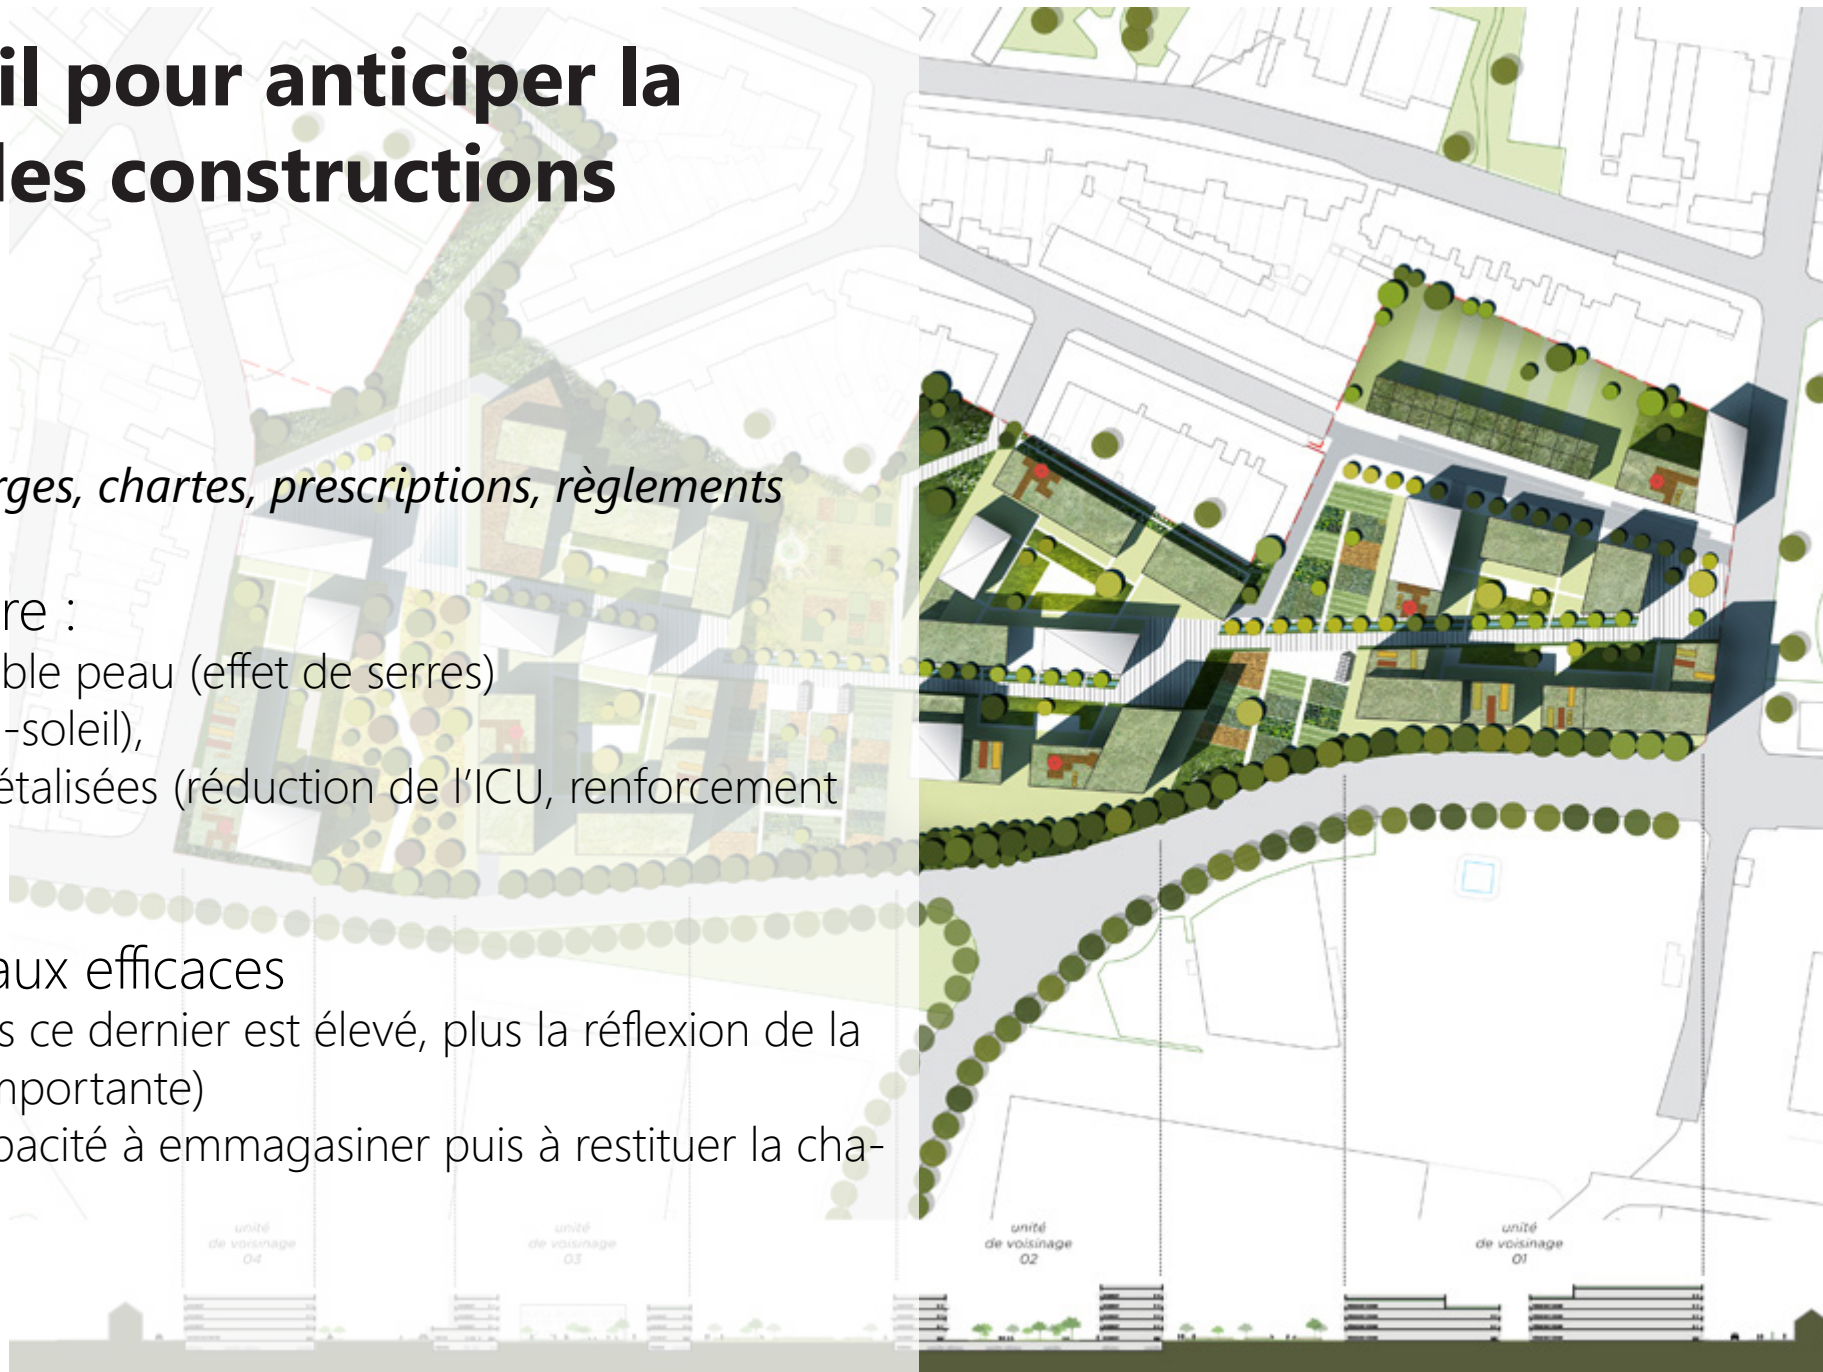 il pour anticiper la
les constructions
rges, chartes, prescriptions, règlements
re :
ble peau (effet de serres)
-soleil),
étalisées (réduction de l'ICU, renforcement
aux efficaces
s ce dernier est élevé, plus la réflexion de la
mportante)
pacité à emmagasiner puis à restituer la cha-
unité
de voisinage
04
unité
de voisinage
03
unité
de voisinage
02
unité
de voisinage
01